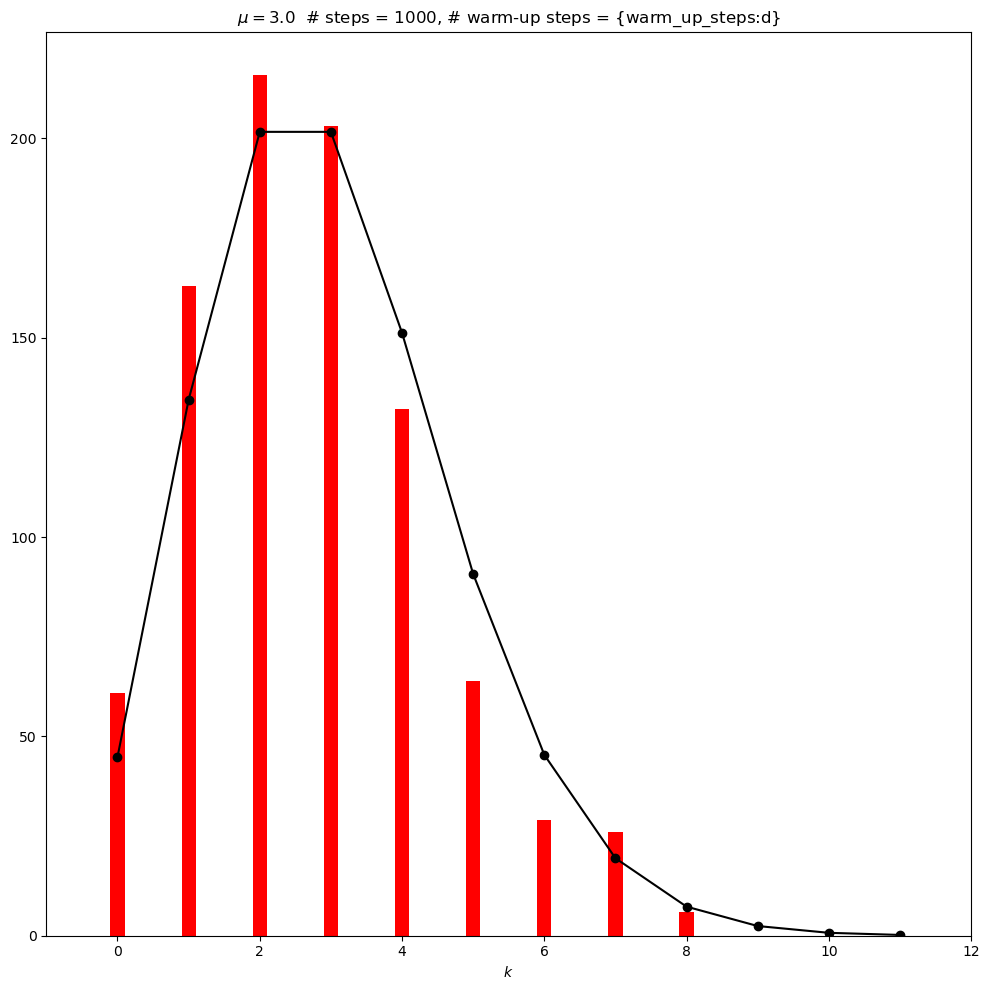 μ = 3.0 # steps = 1000, # warm-up steps = {warm_up_steps:d}
200
150
100
50
0
0 2 4 6 8 10 12
k